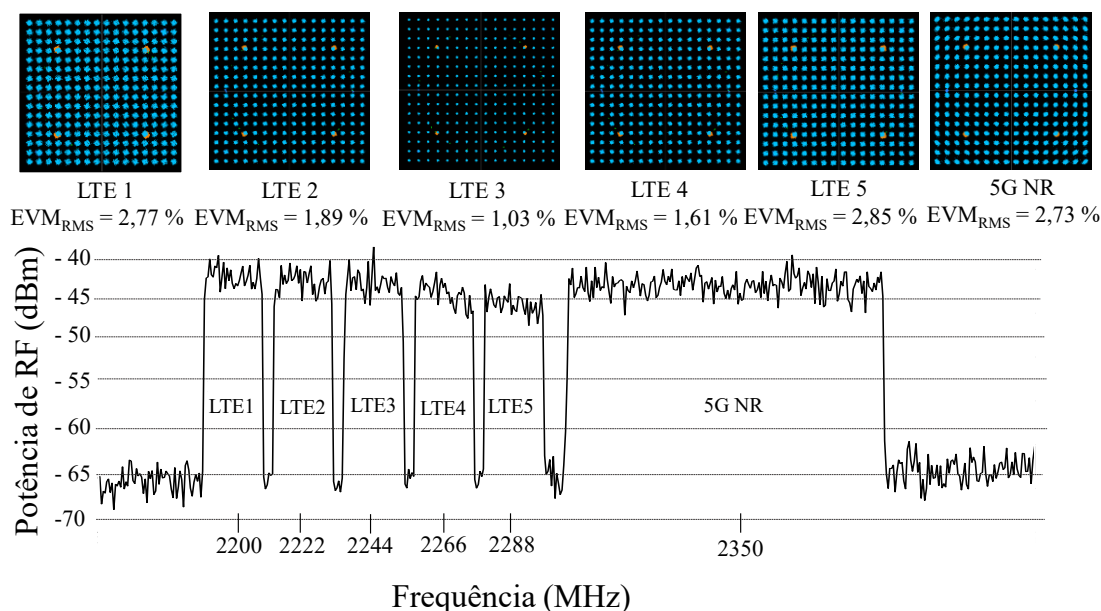 LTE 1 LTE 2 LTE 3 LTE 4 LTE 5 5G NR
EVM_RMS = 2,77 % EVM_RMS = 1,89 % EVM_RMS = 1,03 % EVM_RMS = 1,61 % EVM_RMS = 2,85 % EVM_RMS = 2,73 %
Potência de RF (dBm)
- 40
-45
- 50
-55
- 60
- 65
-70
LTE1 LTE2 LTE3 LTE4 LTE5 5G NR
2200 2222 2244 2266 2288 2350
Frequência (MHz)